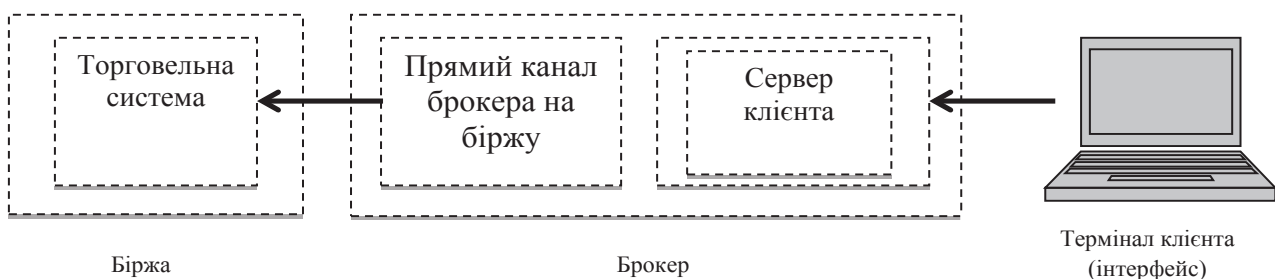 Торговельна
система
Прямий канал
брокера на
біржу
Сервер
клієнта
Біржа
Брокер
Термінал клієнта
(інтерфейс)